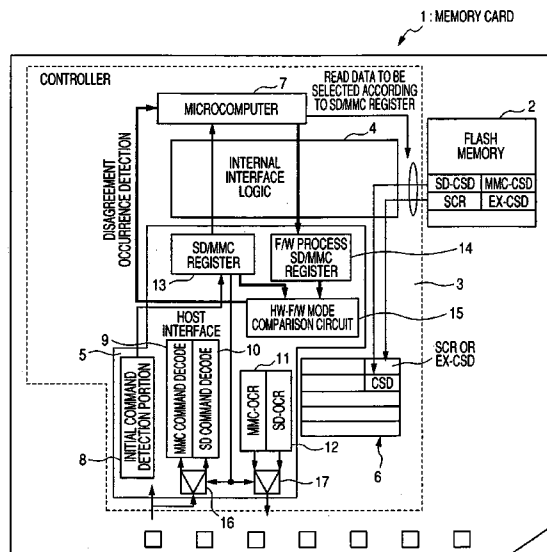 1 : MEMORY CARD
CONTROLLER
7
MICROCOMPUTER
READ DATA TO BE
SELECTED ACCORDING
TO SD/MMC REGISTER
2
FLASH
MEMORY
SD-CSD MMC-CSD
SCR EX-CSD
4
INTERNAL
INTERFACE
LOGIC
DISAGREEMENT
OCCURRENCE DETECTION
SD/MMC
REGISTER
13
F/W PROCESS
SD/MMC
REGISTER
14
3
HW-F/W MODE
COMPARISON CIRCUIT
15
HOST
INTERFACE
9
10
5
INITIAL COMMAND
DETECTION PORTION
8
MMC COMMAND DECODE
SD COMMAND DECODE
11
MMC-OCR
SD-OCR
12
SCR OR
EX-CSD
CSD
6
16
17